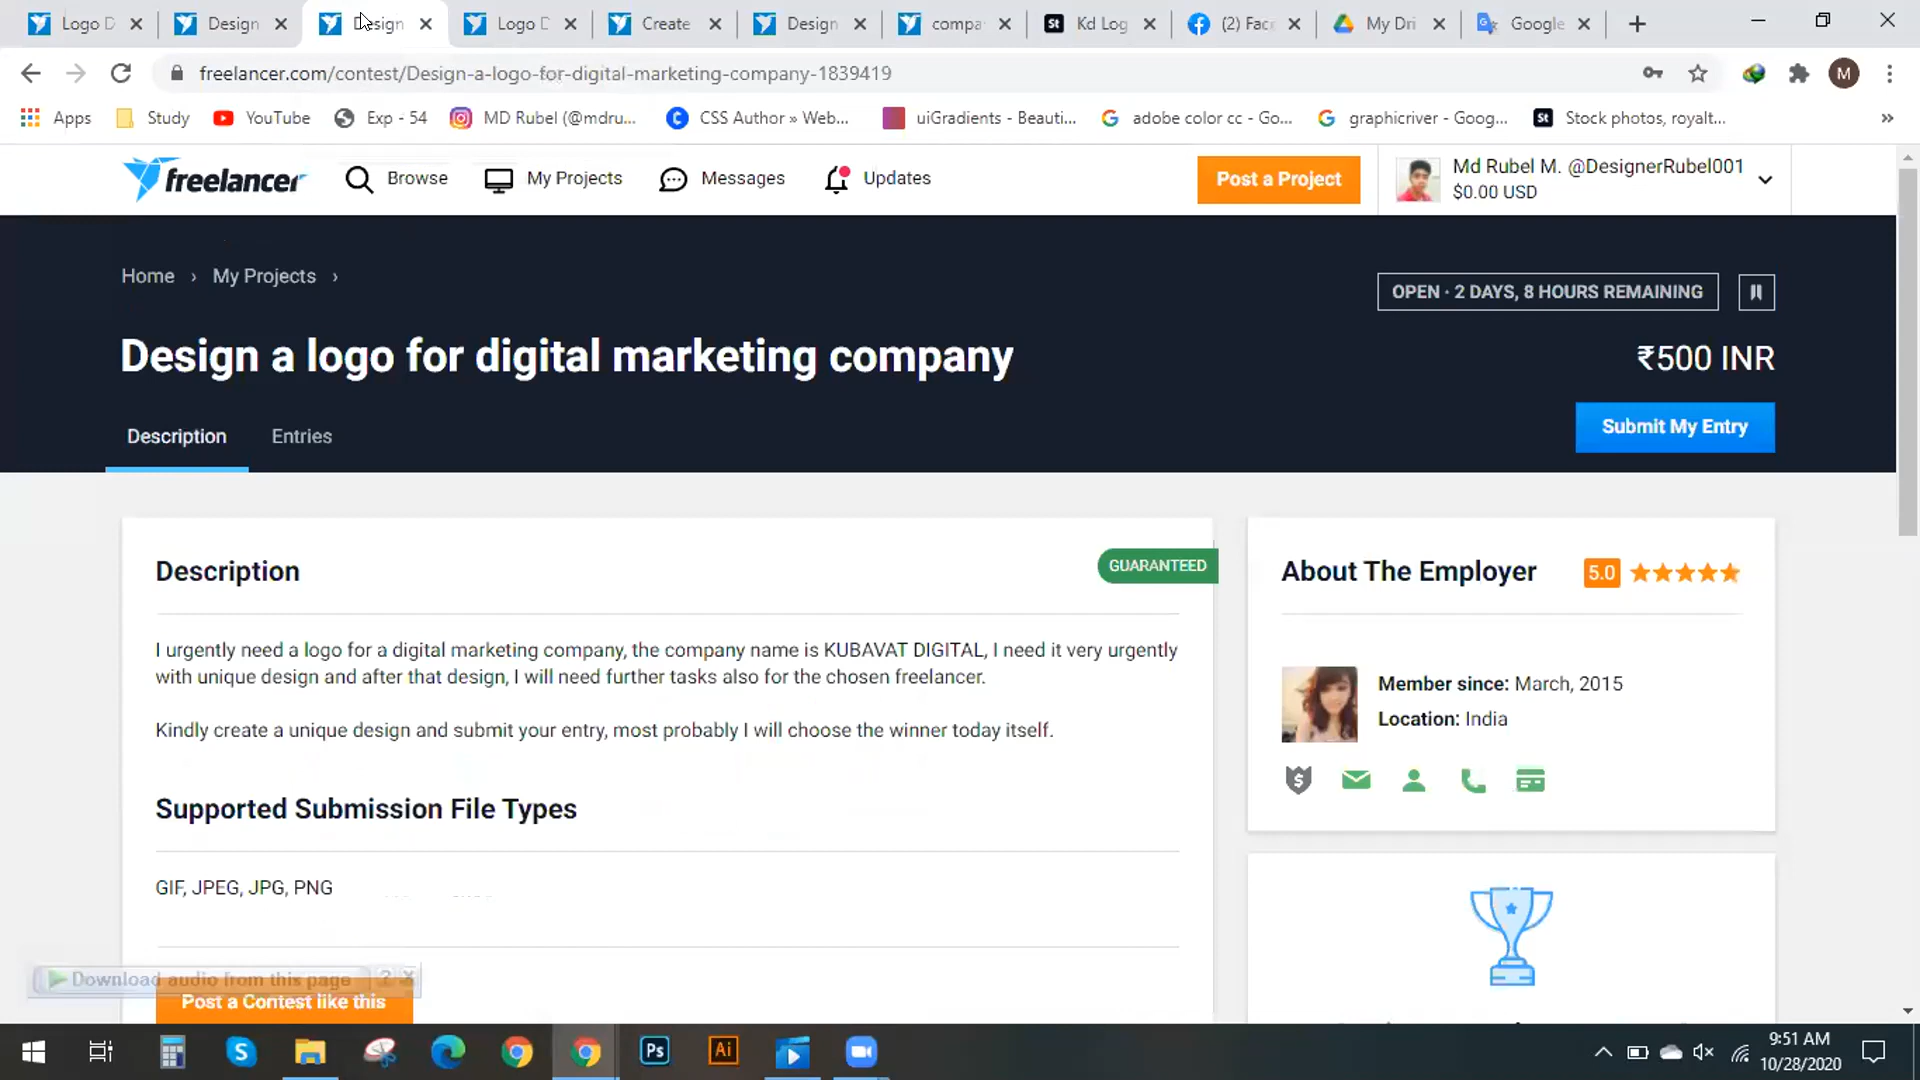 Logo D
Design
Design
Logo D
Create
Design
compa
St
Kd Log
(2) Fac
My Dri
Google
freelancer.com/contest/Design-a-logo-for-digital-marketing-company-1839419
M
Apps
Study
YouTube
Exp - 54
MD Rubel (@mdru...
CSS Author » Web...
uiGradients - Beauti...
adobe color cc - Go...
graphicriver - Goog...
St
Stock photos, royalt...
freelancer
Browse
My Projects
Messages
Updates
Post a Project
Md Rubel M. @DesignerRubel001
$0.00 USD
Home › My Projects ›
OPEN · 2 DAYS, 8 HOURS REMAINING
Design a logo for digital marketing company
₹500 INR
Description
Entries
Submit My Entry
Description
GUARANTEED
I urgently need a logo for a digital marketing company, the company name is KUBAVAT DIGITAL, I need it very urgently
with unique design and after that design, I will need further tasks also for the chosen freelancer.
Kindly create a unique design and submit your entry, most probably I will choose the winner today itself.
Supported Submission File Types
GIF, JPEG, JPG, PNG
Download audio from this page
Post a Contest like this
About The Employer
5.0
Member since: March, 2015
Location: India
Ps
Ai
9:51 AM
10/28/2020